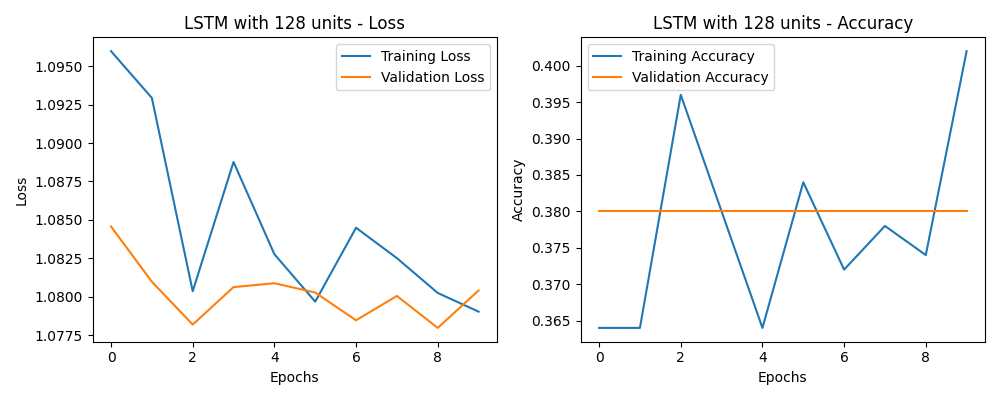 LSTM with 128 units - Loss
Training Loss
Validation Loss
1.0950
1.0925
1.0900
1.0875
1.0850
1.0825
1.0800
1.0775
Loss
0 2 4 6 8
Epochs
LSTM with 128 units - Accuracy
Training Accuracy
Validation Accuracy
0.400
0.395
0.390
0.385
0.380
0.375
0.370
0.365
Accuracy
0 2 4 6 8
Epochs